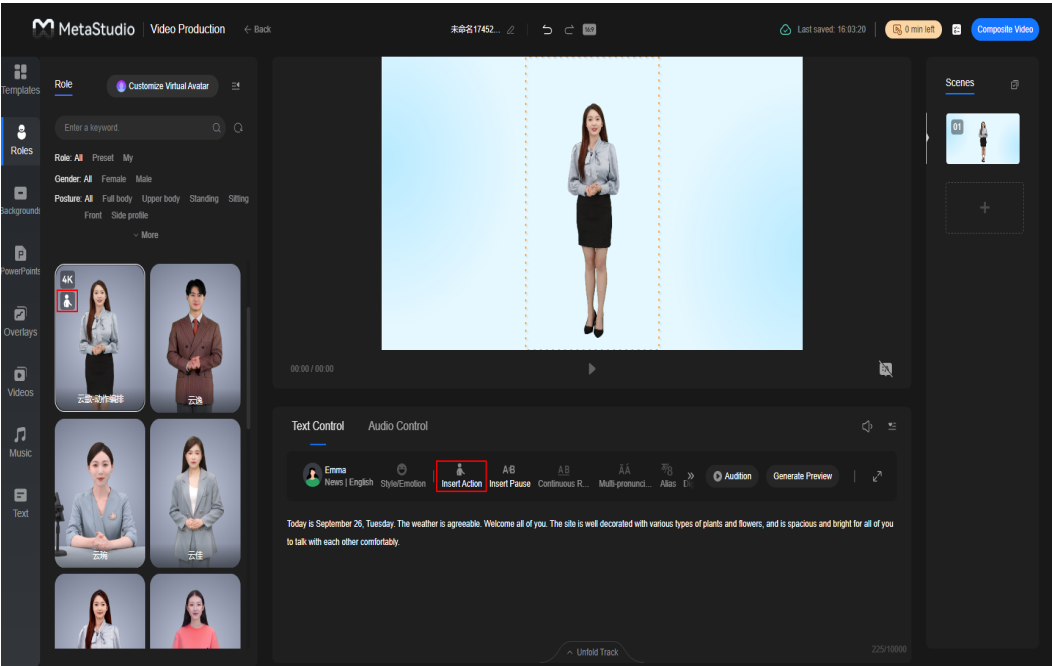 MetaStudio Video Production ← Back
未命名17452...
16:9
Last saved: 16:03:20
0 min left
Composite Video
Templates
Roles
Backgrounds
PowerPoints
Overlays
Videos
Music
Text
Role
Customize Virtual Avatar
Enter a keyword.
Role: All Preset My
Gender: All Female Male
Posture: All Full body Upper body Standing Sitting
Front Side profile
More
4K
云逸
云瑜
云佳
00:00 / 00:00
Scenes
01
Text Control Audio Control
Emma
News | English
Style/Emotion
Insert Action
Insert Pause
Continuous R...
Multi-pronunci...
Alias
Audition
Generate Preview
Today is September 26, Tuesday. The weather is agreeable. Welcome all of you. The site is well decorated with various types of plants and flowers, and is spacious and bright for all of you
to talk with each other comfortably.
Unfold Track
225/10000